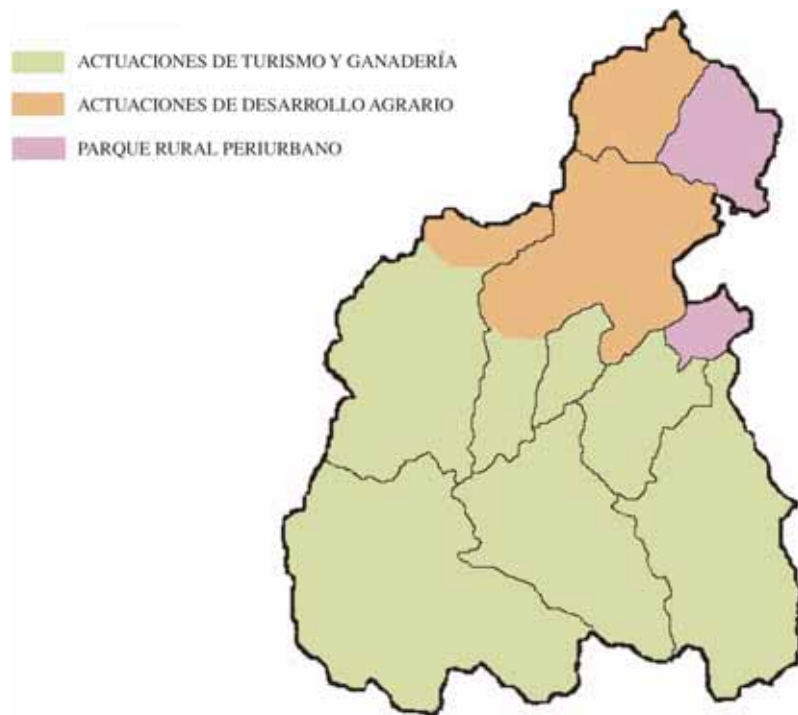 ACTUACIONES DE TURISMO Y GANADERÍA
ACTUACIONES DE DESARROLLO AGRARIO
PARQUE RURAL PERIURBANO